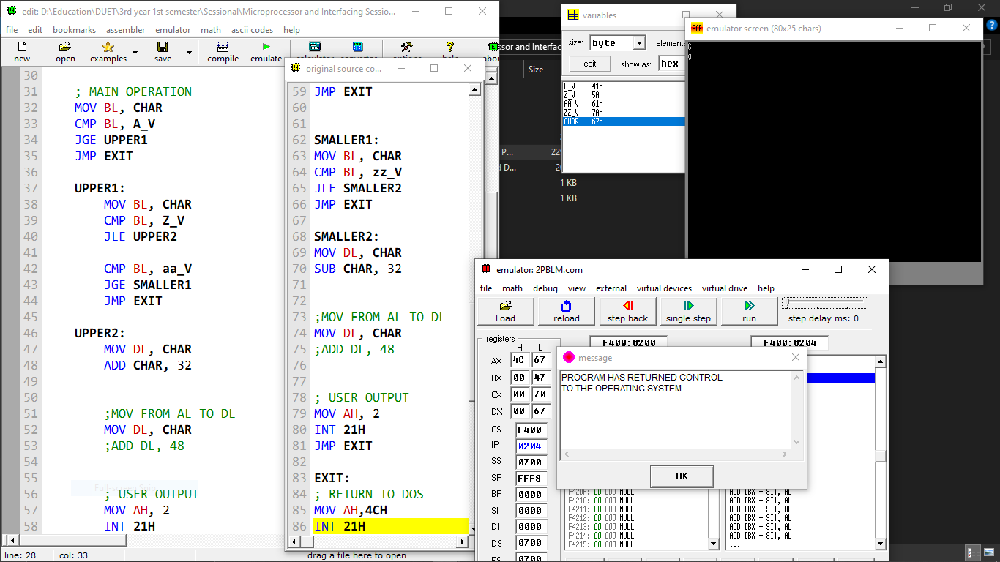 edit: D:\Education\DUET\3rd year 1st semester\Sessional\Microprocessor and Interfacing Sessio...
file edit bookmarks assembler emulator math ascii codes help
new open examples save compile emulate calculator convertor options help about
30
31 ; MAIN OPERATION
32 MOV BL, CHAR
33 CMP BL, A_V
34 JGE UPPER1
35 JMP EXIT
36
37 UPPER1:
38 MOV BL, CHAR
39 CMP BL, Z_V
40 JLE UPPER2
41
42 CMP BL, aa_V
43 JGE SMALLER1
44 JMP EXIT
45
46 UPPER2:
47 MOV DL, CHAR
48 ADD CHAR, 32
49
50
51 ;MOV FROM AL TO DL
52 MOV DL, CHAR
53 ;ADD DL, 48
54
55
56 ; USER OUTPUT
57 MOV AH, 2
58 INT 21H
line: 28 col: 33 drag a file here to open
original source co...
59 JMP EXIT
60
61
62 SMALLER1:
63 MOV BL, CHAR
64 CMP BL, zz_V
65 JLE SMALLER2
66 JMP EXIT
67
68 SMALLER2:
69 MOV DL, CHAR
70 SUB CHAR, 32
71
72
73 ;MOV FROM AL TO DL
74 MOV DL, CHAR
75 ;ADD DL, 48
76
77
78 ; USER OUTPUT
79 MOV AH, 2
80 INT 21H
81 JMP EXIT
82
83 EXIT:
84 ; RETURN TO DOS
85 MOV AH,4CH
86 INT 21H
ssor and Interfac
Size
P... 229
D...
1 KB
1 KB
variables
size: byte elements
edit show as: hex
A_V 41h
Z_V 5Ah
AA_V 61h
ZZ_V 7Ah
CHAR 67h
SCR emulator screen (80x25 chars)
G
g
emulator: 2PBLM.com_
file math debug view external virtual devices virtual drive help
Load reload step back single step run step delay ms: 0
registers F400:0200 F400:0204
H L
AX 4C 67
BX 00 47
CX 00 70
DX 00 67
CS F400
IP 0204
SS 0700
SP FFF8
BP 0000
SI 0000
DI 0000
DS 0700
ES 0700
message
PROGRAM HAS RETURNED CONTROL
TO THE OPERATING SYSTEM
OK
F420F: 00 000 NULL ADD [BX + SI], AL
F4210: 00 000 NULL ADD [BX + SI], AL
F4211: 00 000 NULL ADD [BX + SI], AL
F4212: 00 000 NULL ADD [BX + SI], AL
F4213: 00 000 NULL ADD [BX + SI], AL
F4214: 00 000 NULL ADD [BX + SI], AL
F4215: 00 000 NULL ...